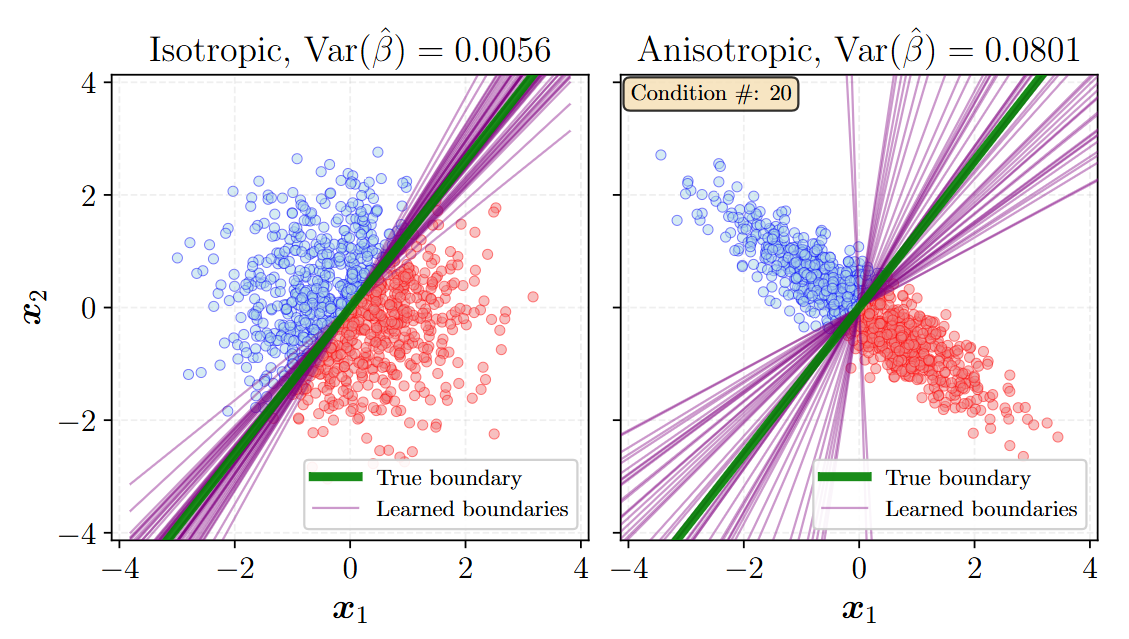 Isotropic, Var(β̂) = 0.0056
4
2
0
−2
−4
x₂
−4 −2 0 2 4
x₁
True boundary
Learned boundaries
Anisotropic, Var(β̂) = 0.0801
Condition #: 20
−4 −2 0 2 4
x₁
True boundary
Learned boundaries